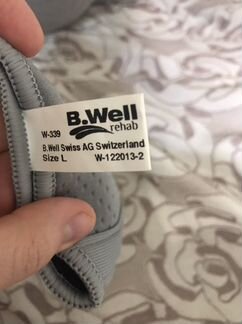 B.Well
rehab
W-339
B.Well Swiss AG Switzerland
Size L W-122013-2